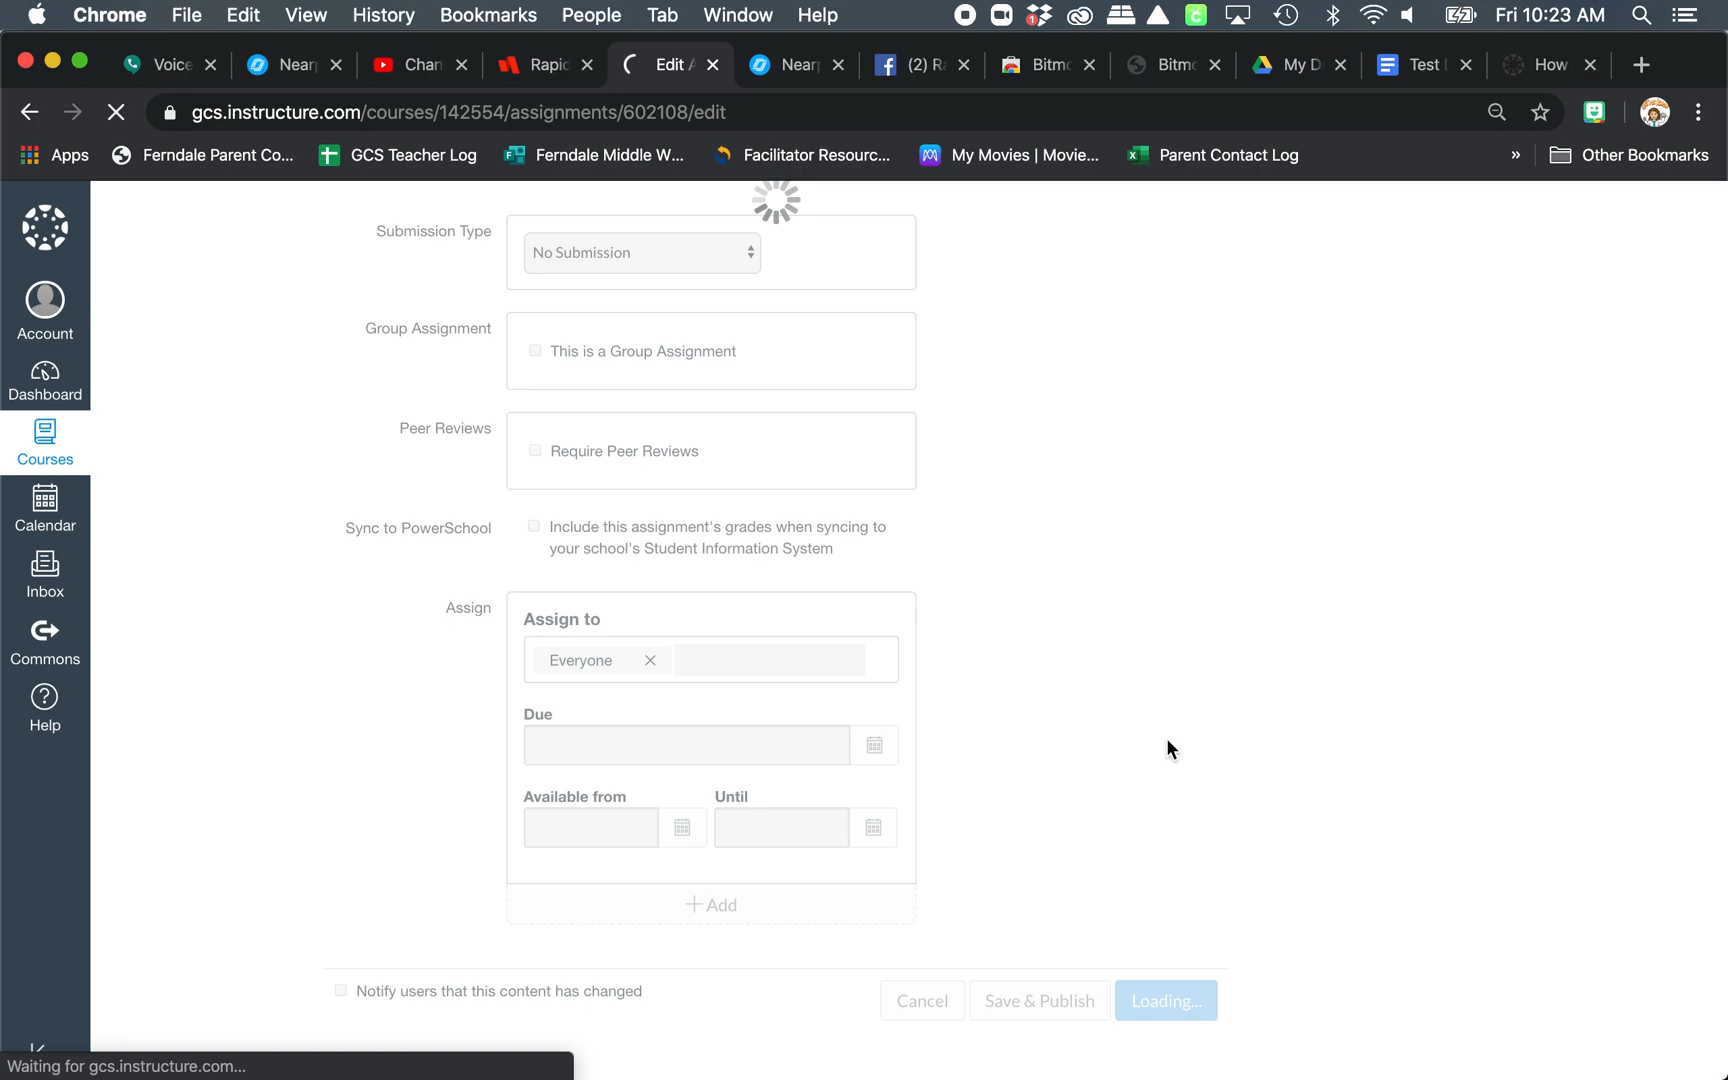 Chrome File Edit View History Bookmarks People Tab Window Help 1 Fri 10:23 AM
Voice Near Chan Rapid Edit A Near (2) R Bitm Bitm My D Test How
gcs.instructure.com/courses/142554/assignments/602108/edit
Apps Ferndale Parent Co... GCS Teacher Log Ferndale Middle W... Facilitator Resourc... My Movies | Movie... Parent Contact Log » Other Bookmarks
Submission Type
No Submission
Account
Group Assignment
This is a Group Assignment
Dashboard
Peer Reviews
Require Peer Reviews
Courses
Calendar
Sync to PowerSchool
Include this assignment's grades when syncing to
your school's Student Information System
Inbox
Assign
Assign to
Everyone
Commons
Due
Help
Available from Until
+ Add
Notify users that this content has changed
Cancel Save & Publish Loading...
Waiting for gcs.instructure.com...